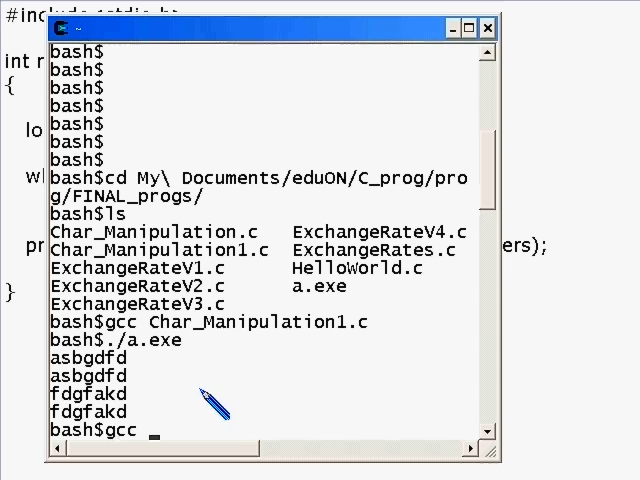 #include
~
int
{
bash$
bash$
bash$
bash$
bash$
bash$
bash$
bash$cd My\ Documents/eduON/C_prog/pro
g/FINAL_progs/
bash$ls
Char_Manipulation.c ExchangeRateV4.c
Char_Manipulation1.c ExchangeRates.c
ExchangeRateV1.c HelloWorld.c
ExchangeRateV2.c a.exe
ExchangeRateV3.c
bash$gcc Char_Manipulation1.c
bash$./a.exe
asbgdfd
asbgdfd
fdgfakd
fdgfakd
bash$gcc _
lo
pr ers);
}